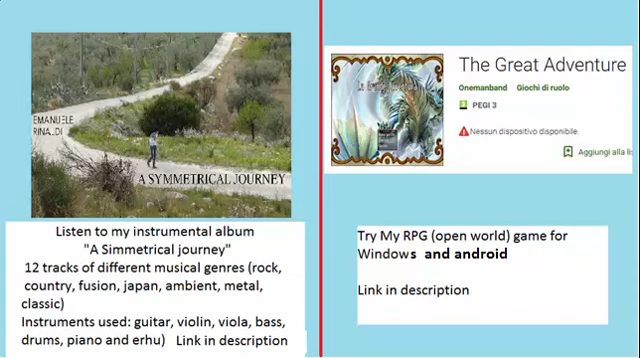 EMANUELE
RINALDI
A SYMMETRICAL JOURNEY
Listen to my instrumental album
"A Simmetrical journey"
12 tracks of different musical genres (rock,
country, fusion, japan, ambient, metal,
classic)
Instruments used: guitar, violin, viola, bass,
drums, piano and erhu) Link in description
The Great Adventure
Onemanband Giochi di ruolo
PEGI 3
Nessun dispositivo disponibile.
Aggiungi alla lis
Try My RPG (open world) game for
Windows and android
Link in description